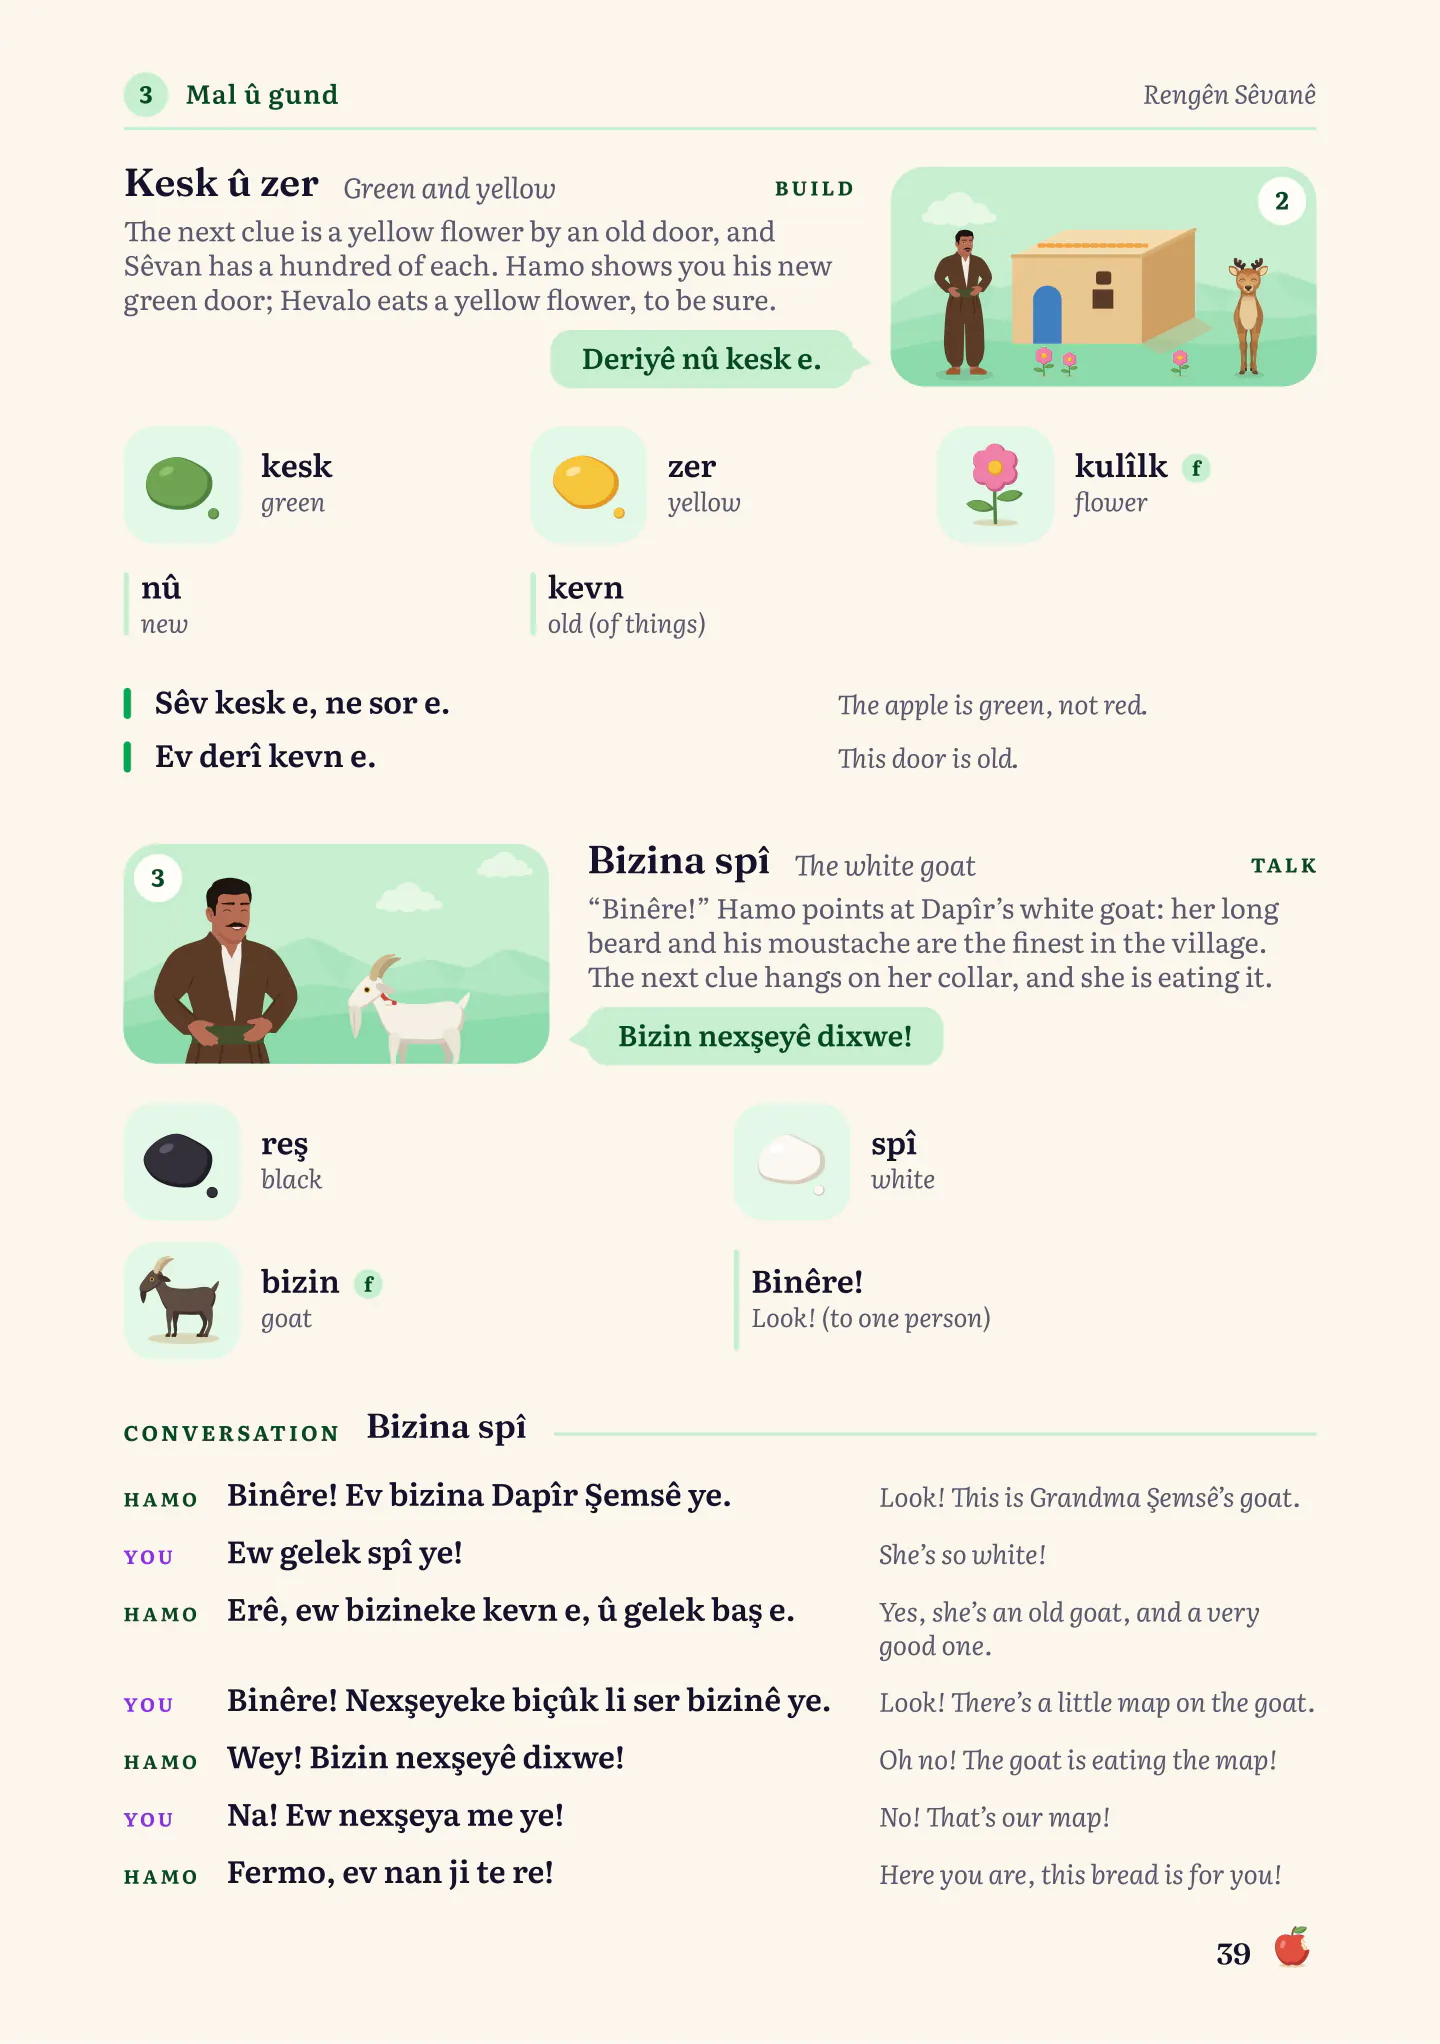 3 Mal û gund
Rengên Sêvanê
Kesk û zer Green and yellow
BUILD
The next clue is a yellow flower by an old door, and
Sêvan has a hundred of each. Hamo shows you his new
green door; Hevalo eats a yellow flower, to be sure.
Deriyê nû kesk e.
2
kesk
green
zer
yellow
kulîlk f
flower
nû
new
kevn
old (of things)
Sêv kesk e, ne sor e.
The apple is green, not red.
Ev derî kevn e.
This door is old.
3
Bizina spî The white goat
TALK
“Binêre!” Hamo points at Dapîr’s white goat: her long
beard and his moustache are the finest in the village.
The next clue hangs on her collar, and she is eating it.
Bizin nexşeyê dixwe!
reş
black
spî
white
bizin f
goat
Binêre!
Look! (to one person)
CONVERSATION Bizina spî
HAMO Binêre! Ev bizina Dapîr Şemsê ye.
Look! This is Grandma Şemsê’s goat.
YOU Ew gelek spî ye!
She’s so white!
HAMO Erê, ew bizineke kevn e, û gelek baş e.
Yes, she’s an old goat, and a very
good one.
YOU Binêre! Nexşeyeke biçûk li ser bizinê ye.
Look! There’s a little map on the goat.
HAMO Wey! Bizin nexşeyê dixwe!
Oh no! The goat is eating the map!
YOU Na! Ew nexşeya me ye!
No! That’s our map!
HAMO Fermo, ev nan ji te re!
Here you are, this bread is for you!
39